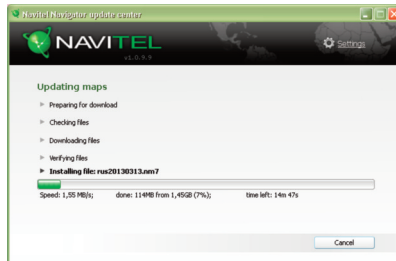 Navitel Navigator update center
NAVITEL
v1.0.9.9
Settings
Updating maps
Preparing for download
Checking files
Downloading files
Verifying files
Installing file: rus20130313.nm7
Speed: 1,55 MB/s; done: 114MB from 1,45GB (7%); time left: 14m 47s
Cancel